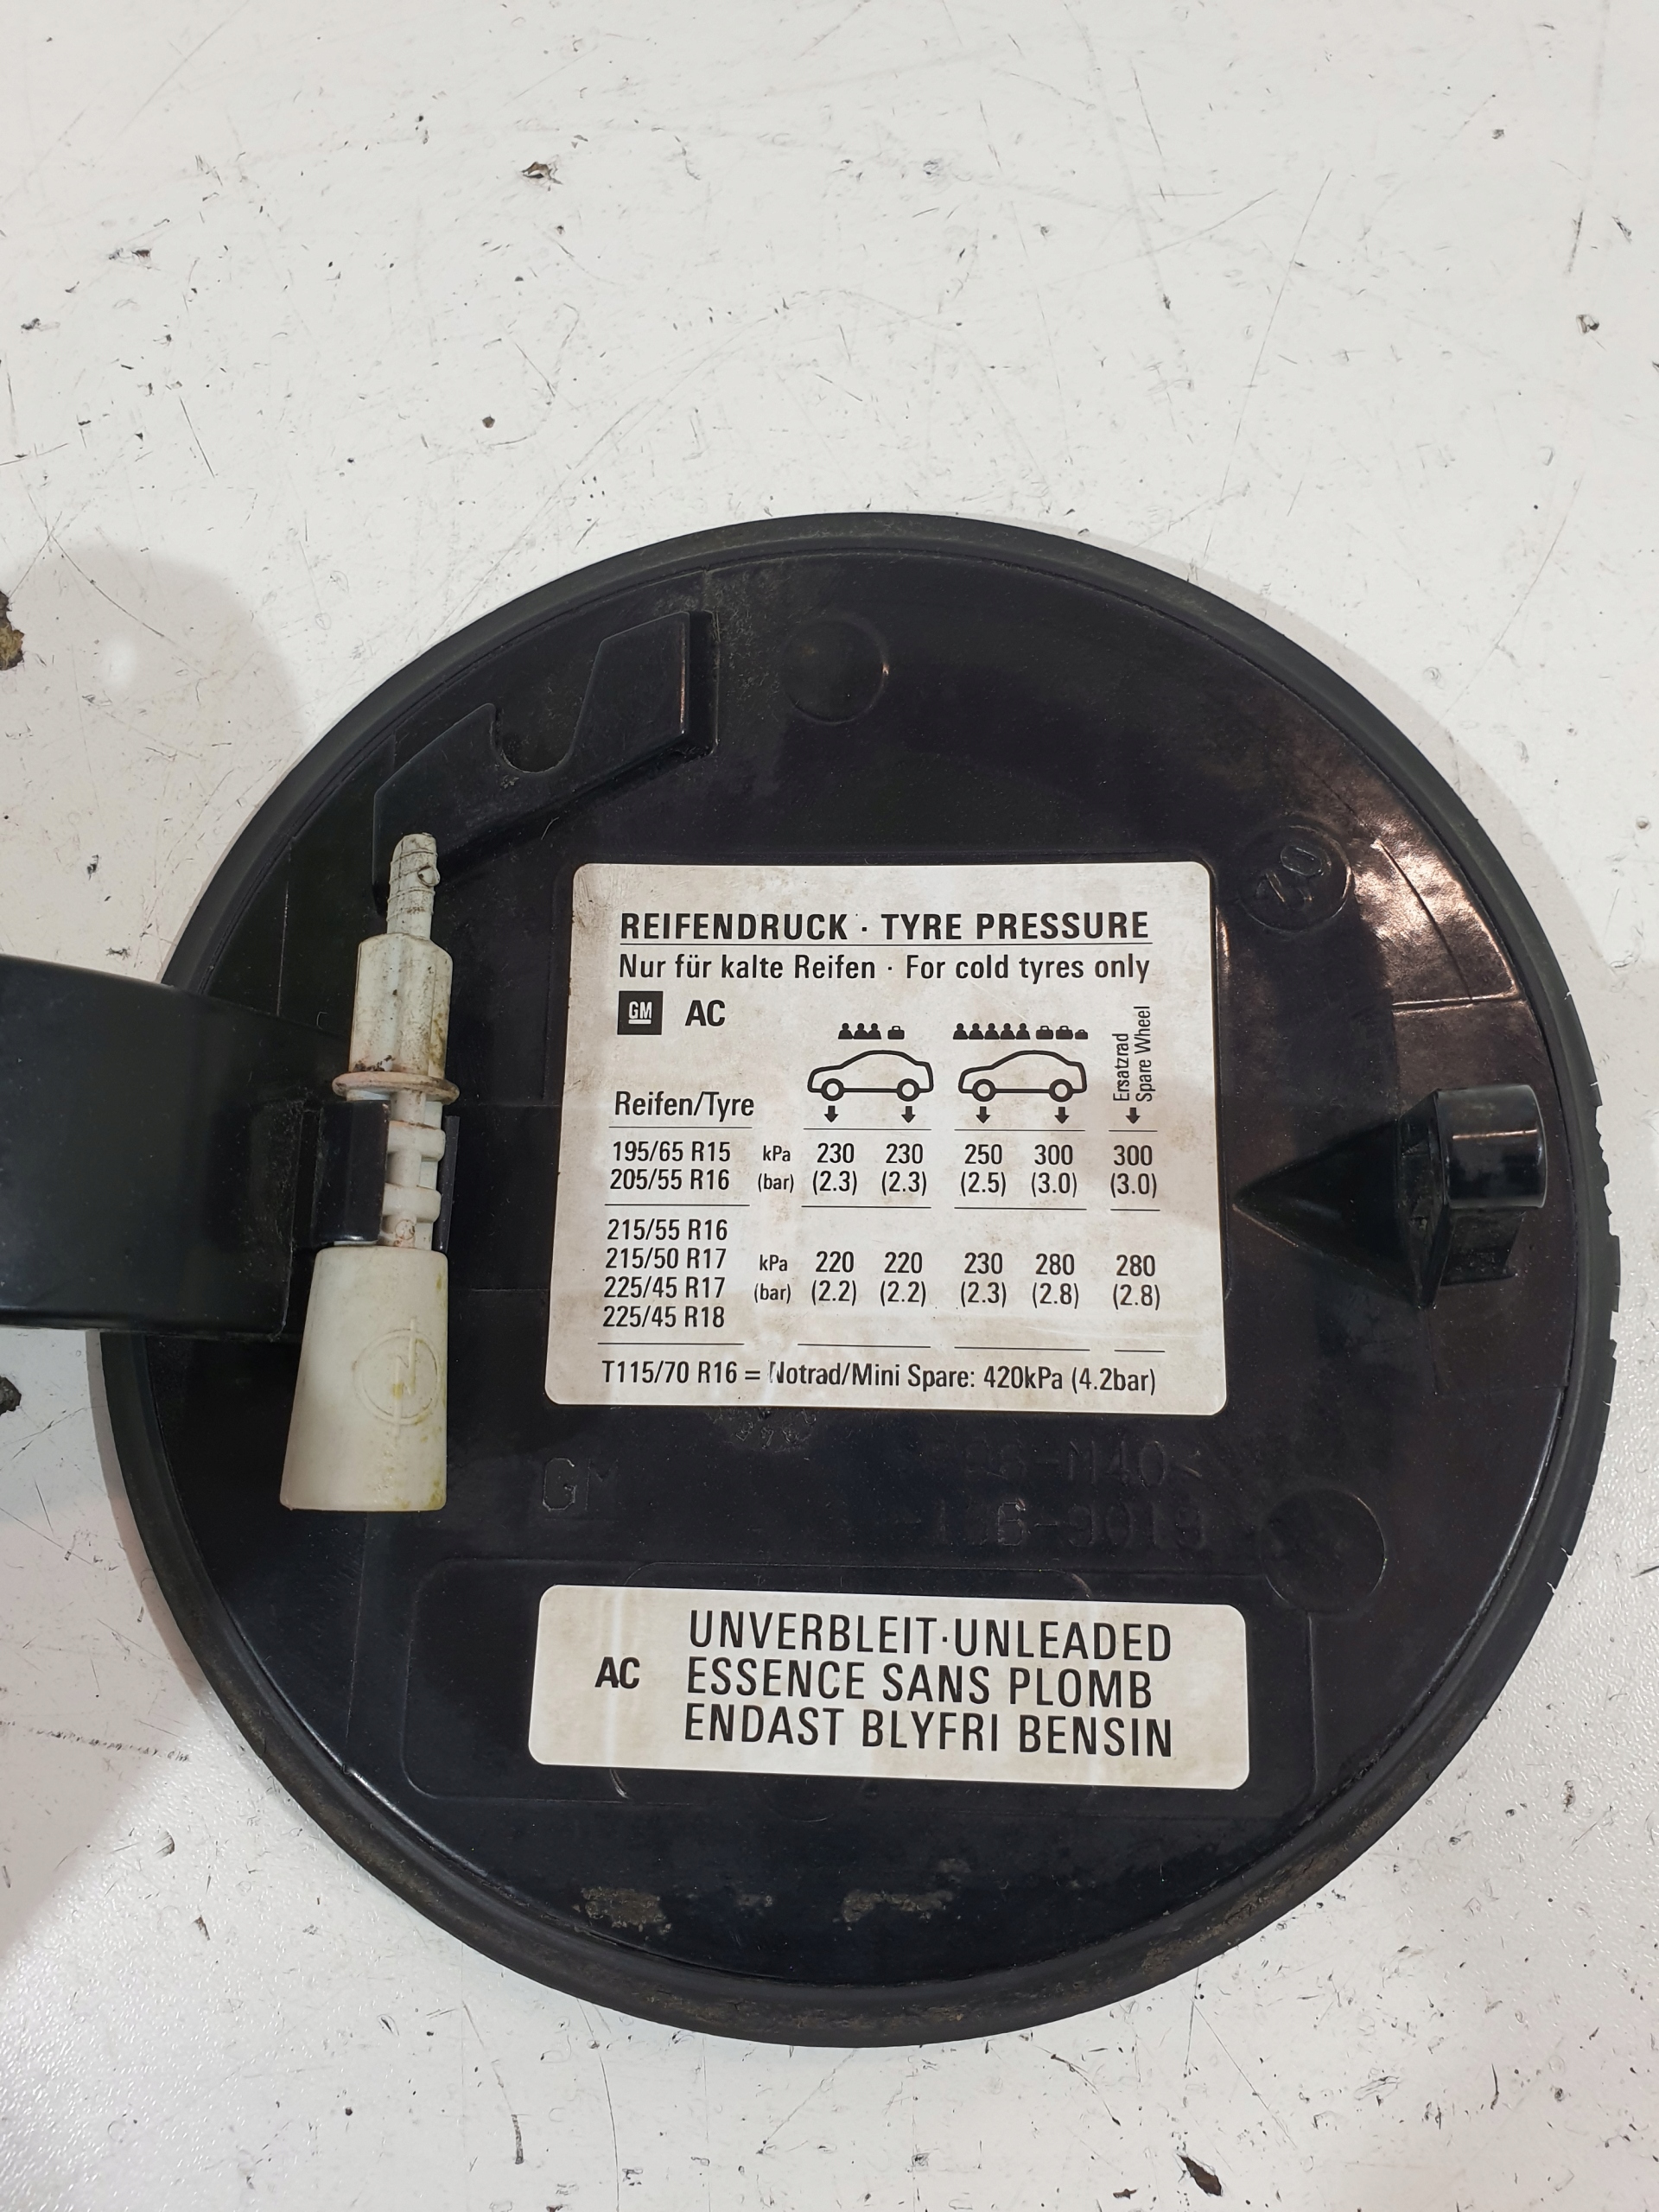 REIFENDRUCK · TYRE PRESSURE
Nur für kalte Reifen · For cold tyres only
GM AC
Ersatzrad
Spare Wheel
Reifen/Tyre
195/65 R15 kPa 230 230 250 300 300
205/55 R16 (bar) (2.3) (2.3) (2.5) (3.0) (3.0)
215/55 R16
215/50 R17 kPa 220 220 230 280 280
225/45 R17 (bar) (2.2) (2.2) (2.3) (2.8) (2.8)
225/45 R18
T115/70 R16 = Notrad/Mini Spare: 420kPa (4.2bar)
GM
UNVERBLEIT·UNLEADED
AC ESSENCE SANS PLOMB
ENDAST BLYFRI BENSIN